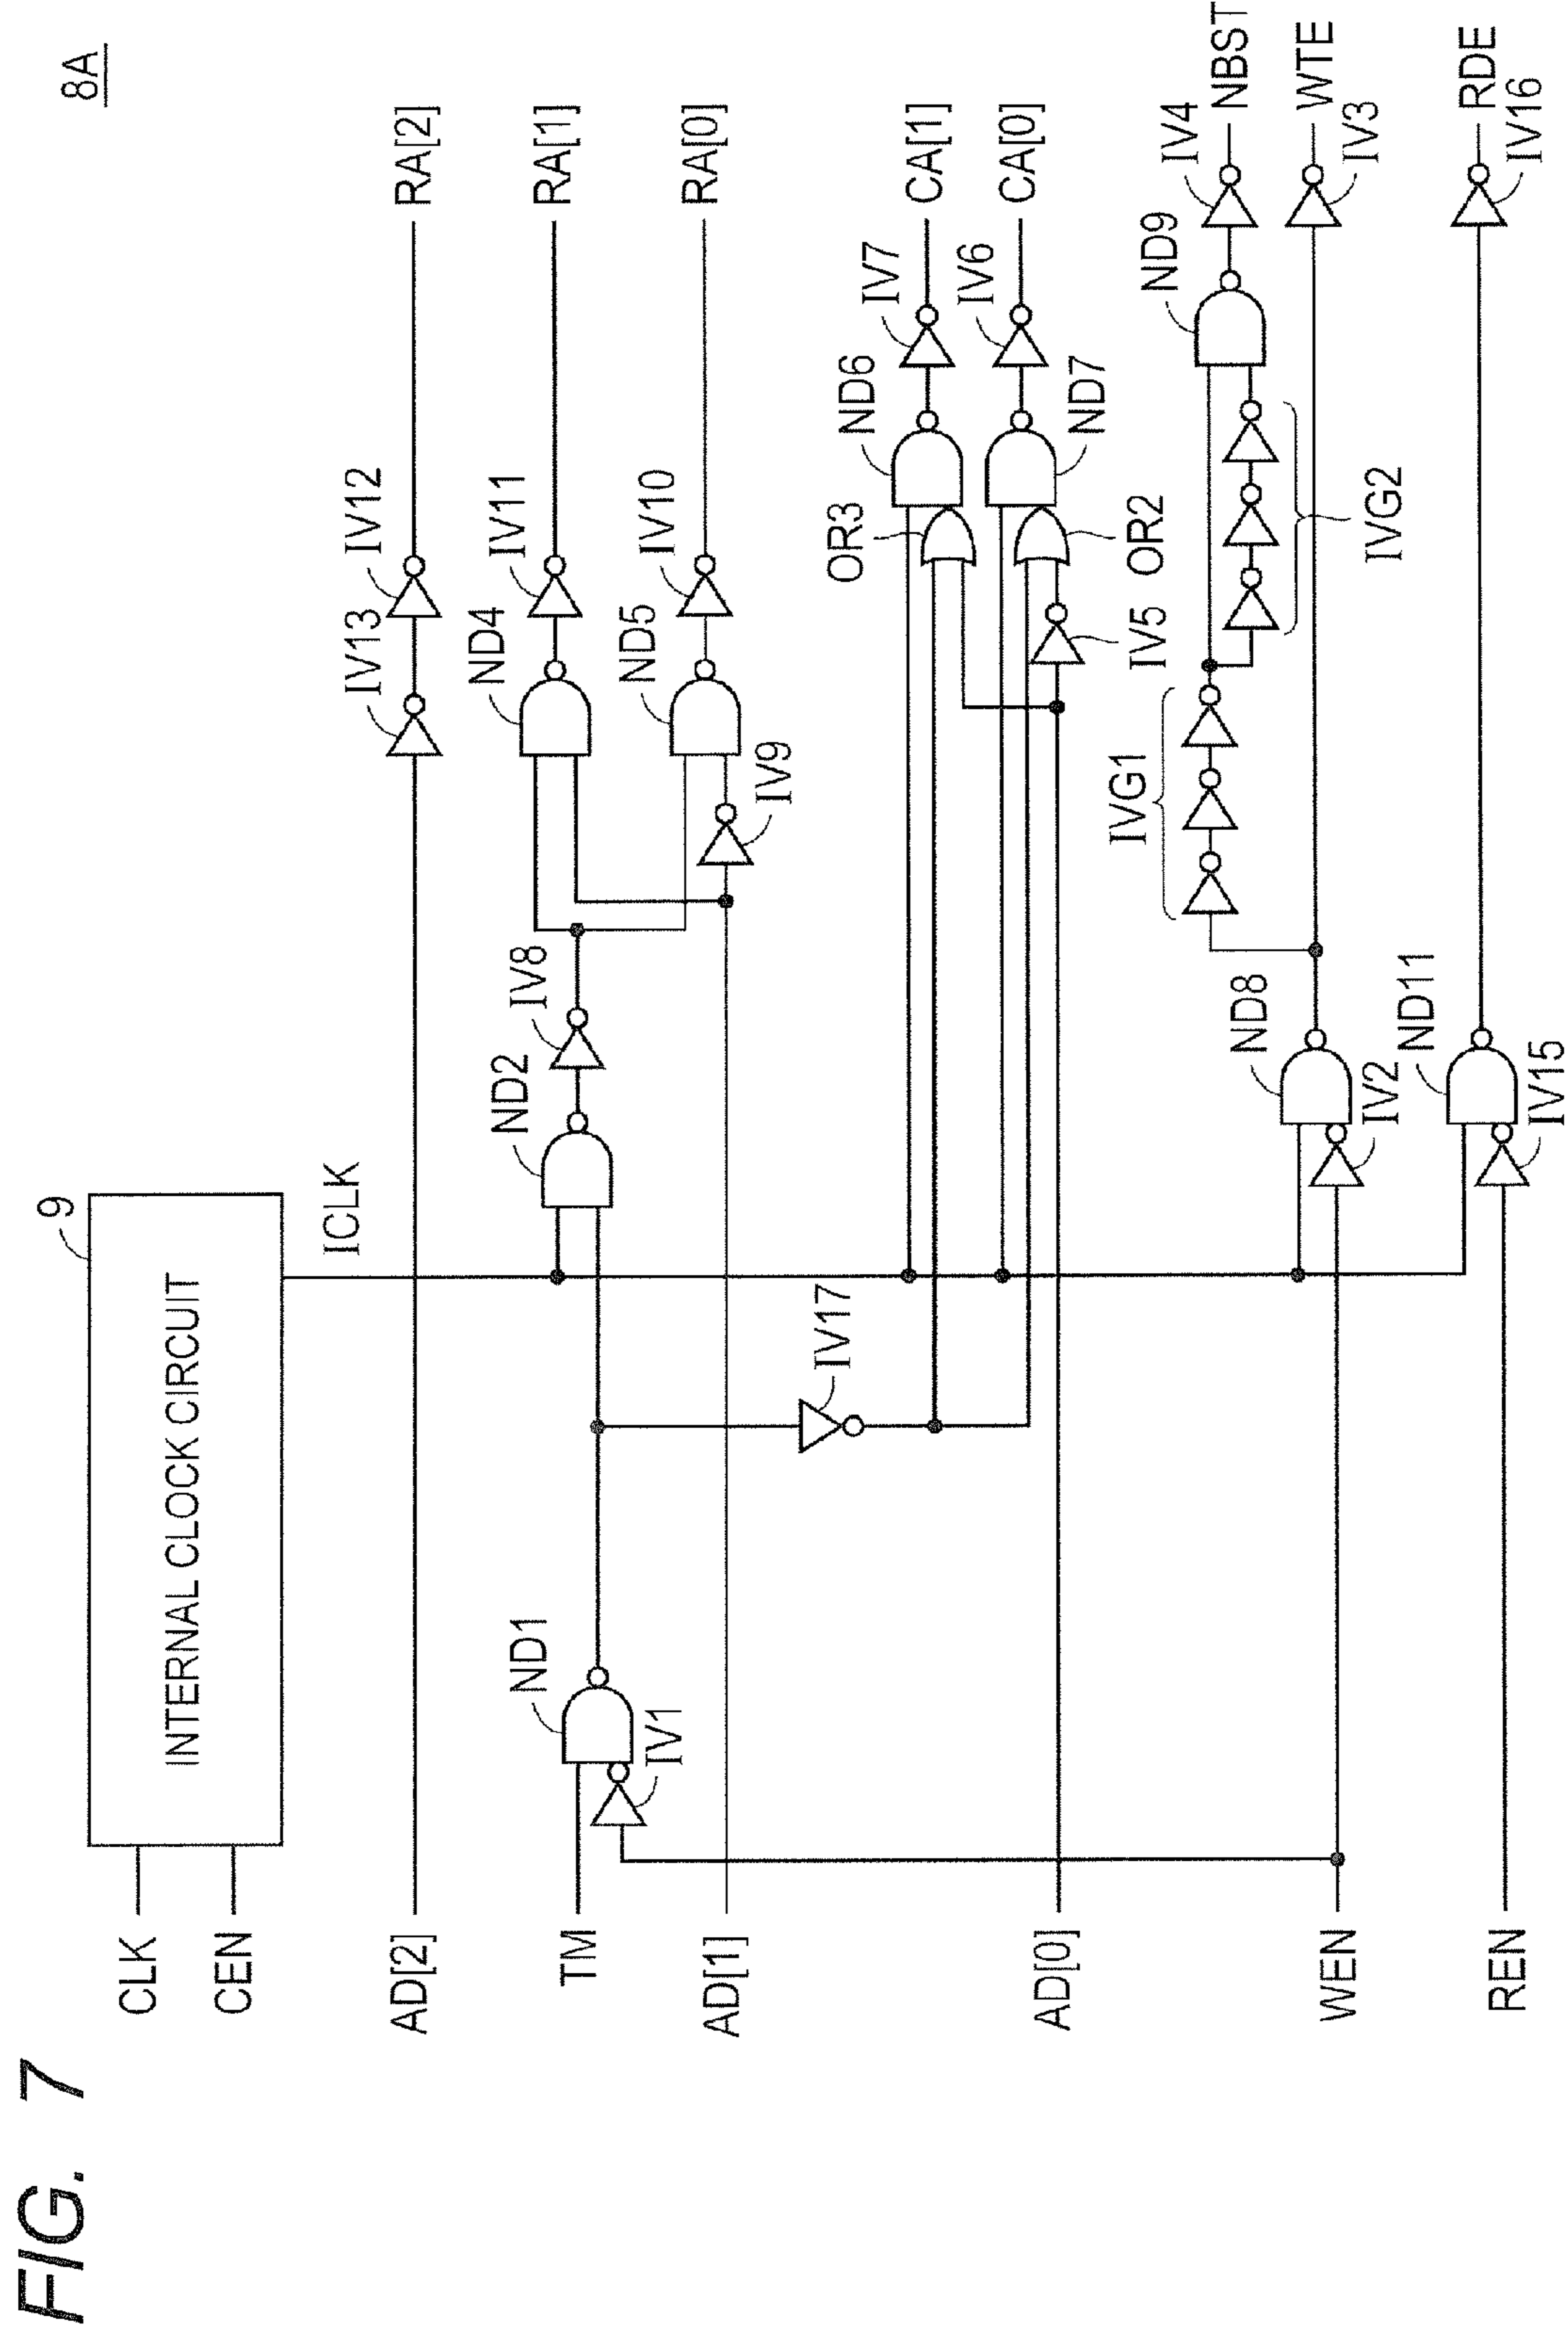 FIG. 7
8A
9
INTERNAL CLOCK CIRCUIT
CLK
CEN
ICLK
AD[2]
IV13
IV12
RA[2]
TM
ND1
IV1
ND2
IV8
ND4
IV11
RA[1]
AD[1]
IV9
ND5
IV10
RA[0]
IV17
OR3
ND6
IV7
CA[1]
AD[0]
IV5
OR2
ND7
IV6
CA[0]
IVG1
IVG2
ND9
IV4
NBST
WEN
IV2
ND8
WTE
IV3
REN
IV15
ND11
RDE
IV16